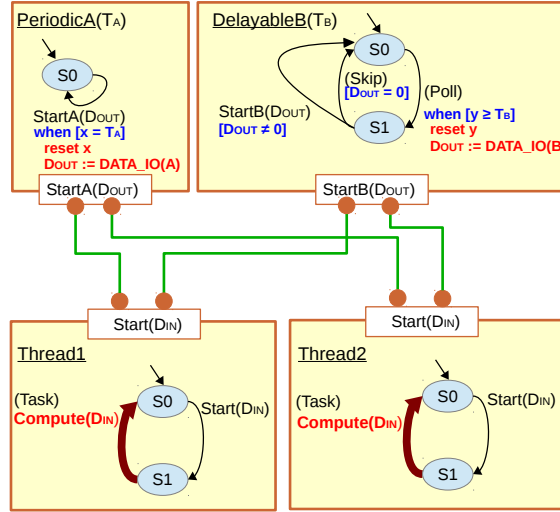 PeriodicA(TA)
S0
StartA(DOUT)
when [x = TA]
reset x
DOUT := DATA_IO(A)
StartA(DOUT)
DelayableB(TB)
S0
(Skip)
[DOUT = 0]
(Poll)
StartB(DOUT)
[DOUT ≠ 0]
S1
when [y ≥ TB]
reset y
DOUT := DATA_IO(B
StartB(DOUT)
Start(DIN)
Thread1
S0
(Task)
Compute(DIN)
Start(DIN)
S1
Start(DIN)
Thread2
S0
(Task)
Compute(DIN)
Start(DIN)
S1